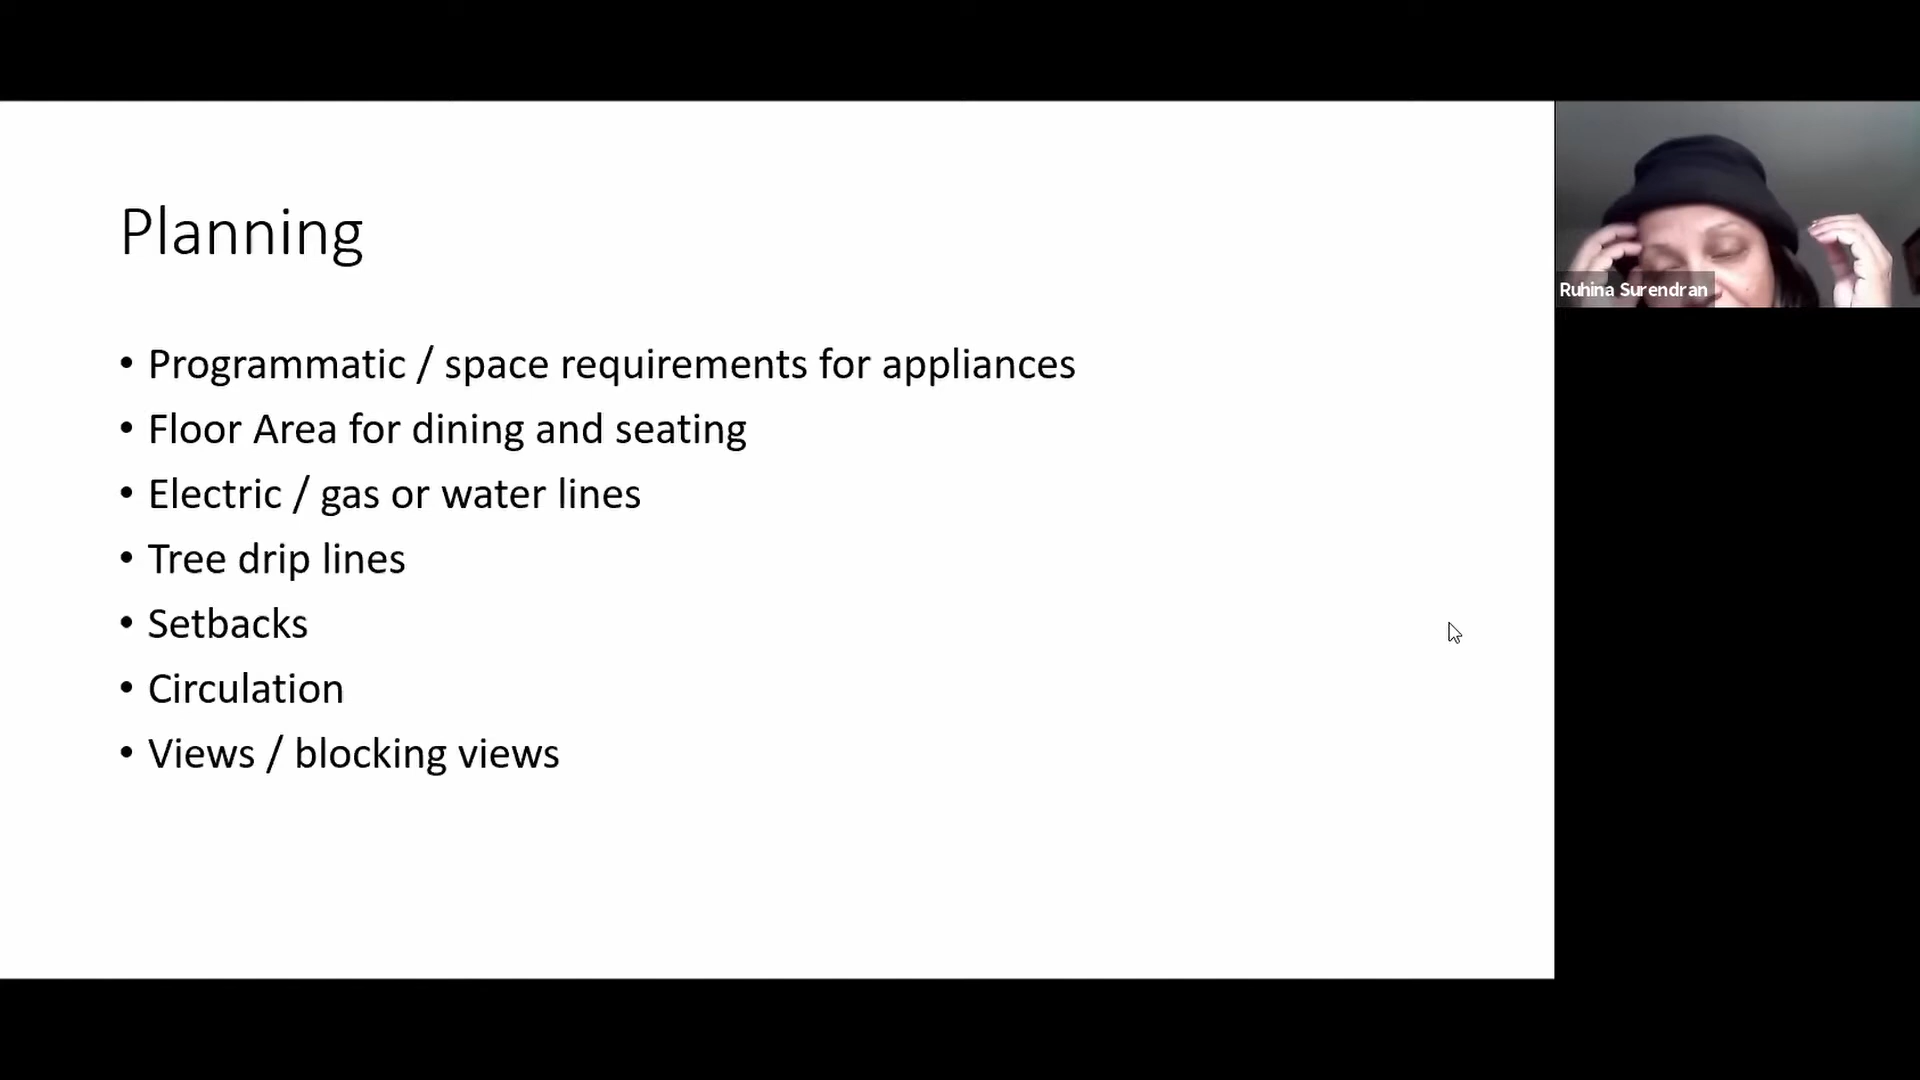 Planning
• Programmatic / space requirements for appliances
• Floor Area for dining and seating
• Electric / gas or water lines
• Tree drip lines
• Setbacks
• Circulation
• Views / blocking views
Ruhina Surendran